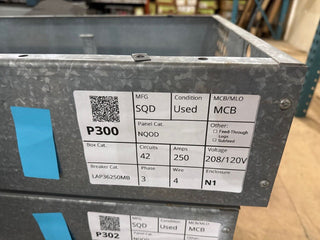 MFG Condition MCB/MLO
SQD Used MCB
P300 Panel Cat. Other:
NQOD
Feed-Through
Lugs
Subfeed
Box Cat. Circuits Amps Voltage
42 250 208/120V
Breaker Cat. Phase Wire Enclosure
LAP36250MB 3 4 N1
MFG Condition MCB/MLO
SQD Used MCB
P302 Panel Cat.